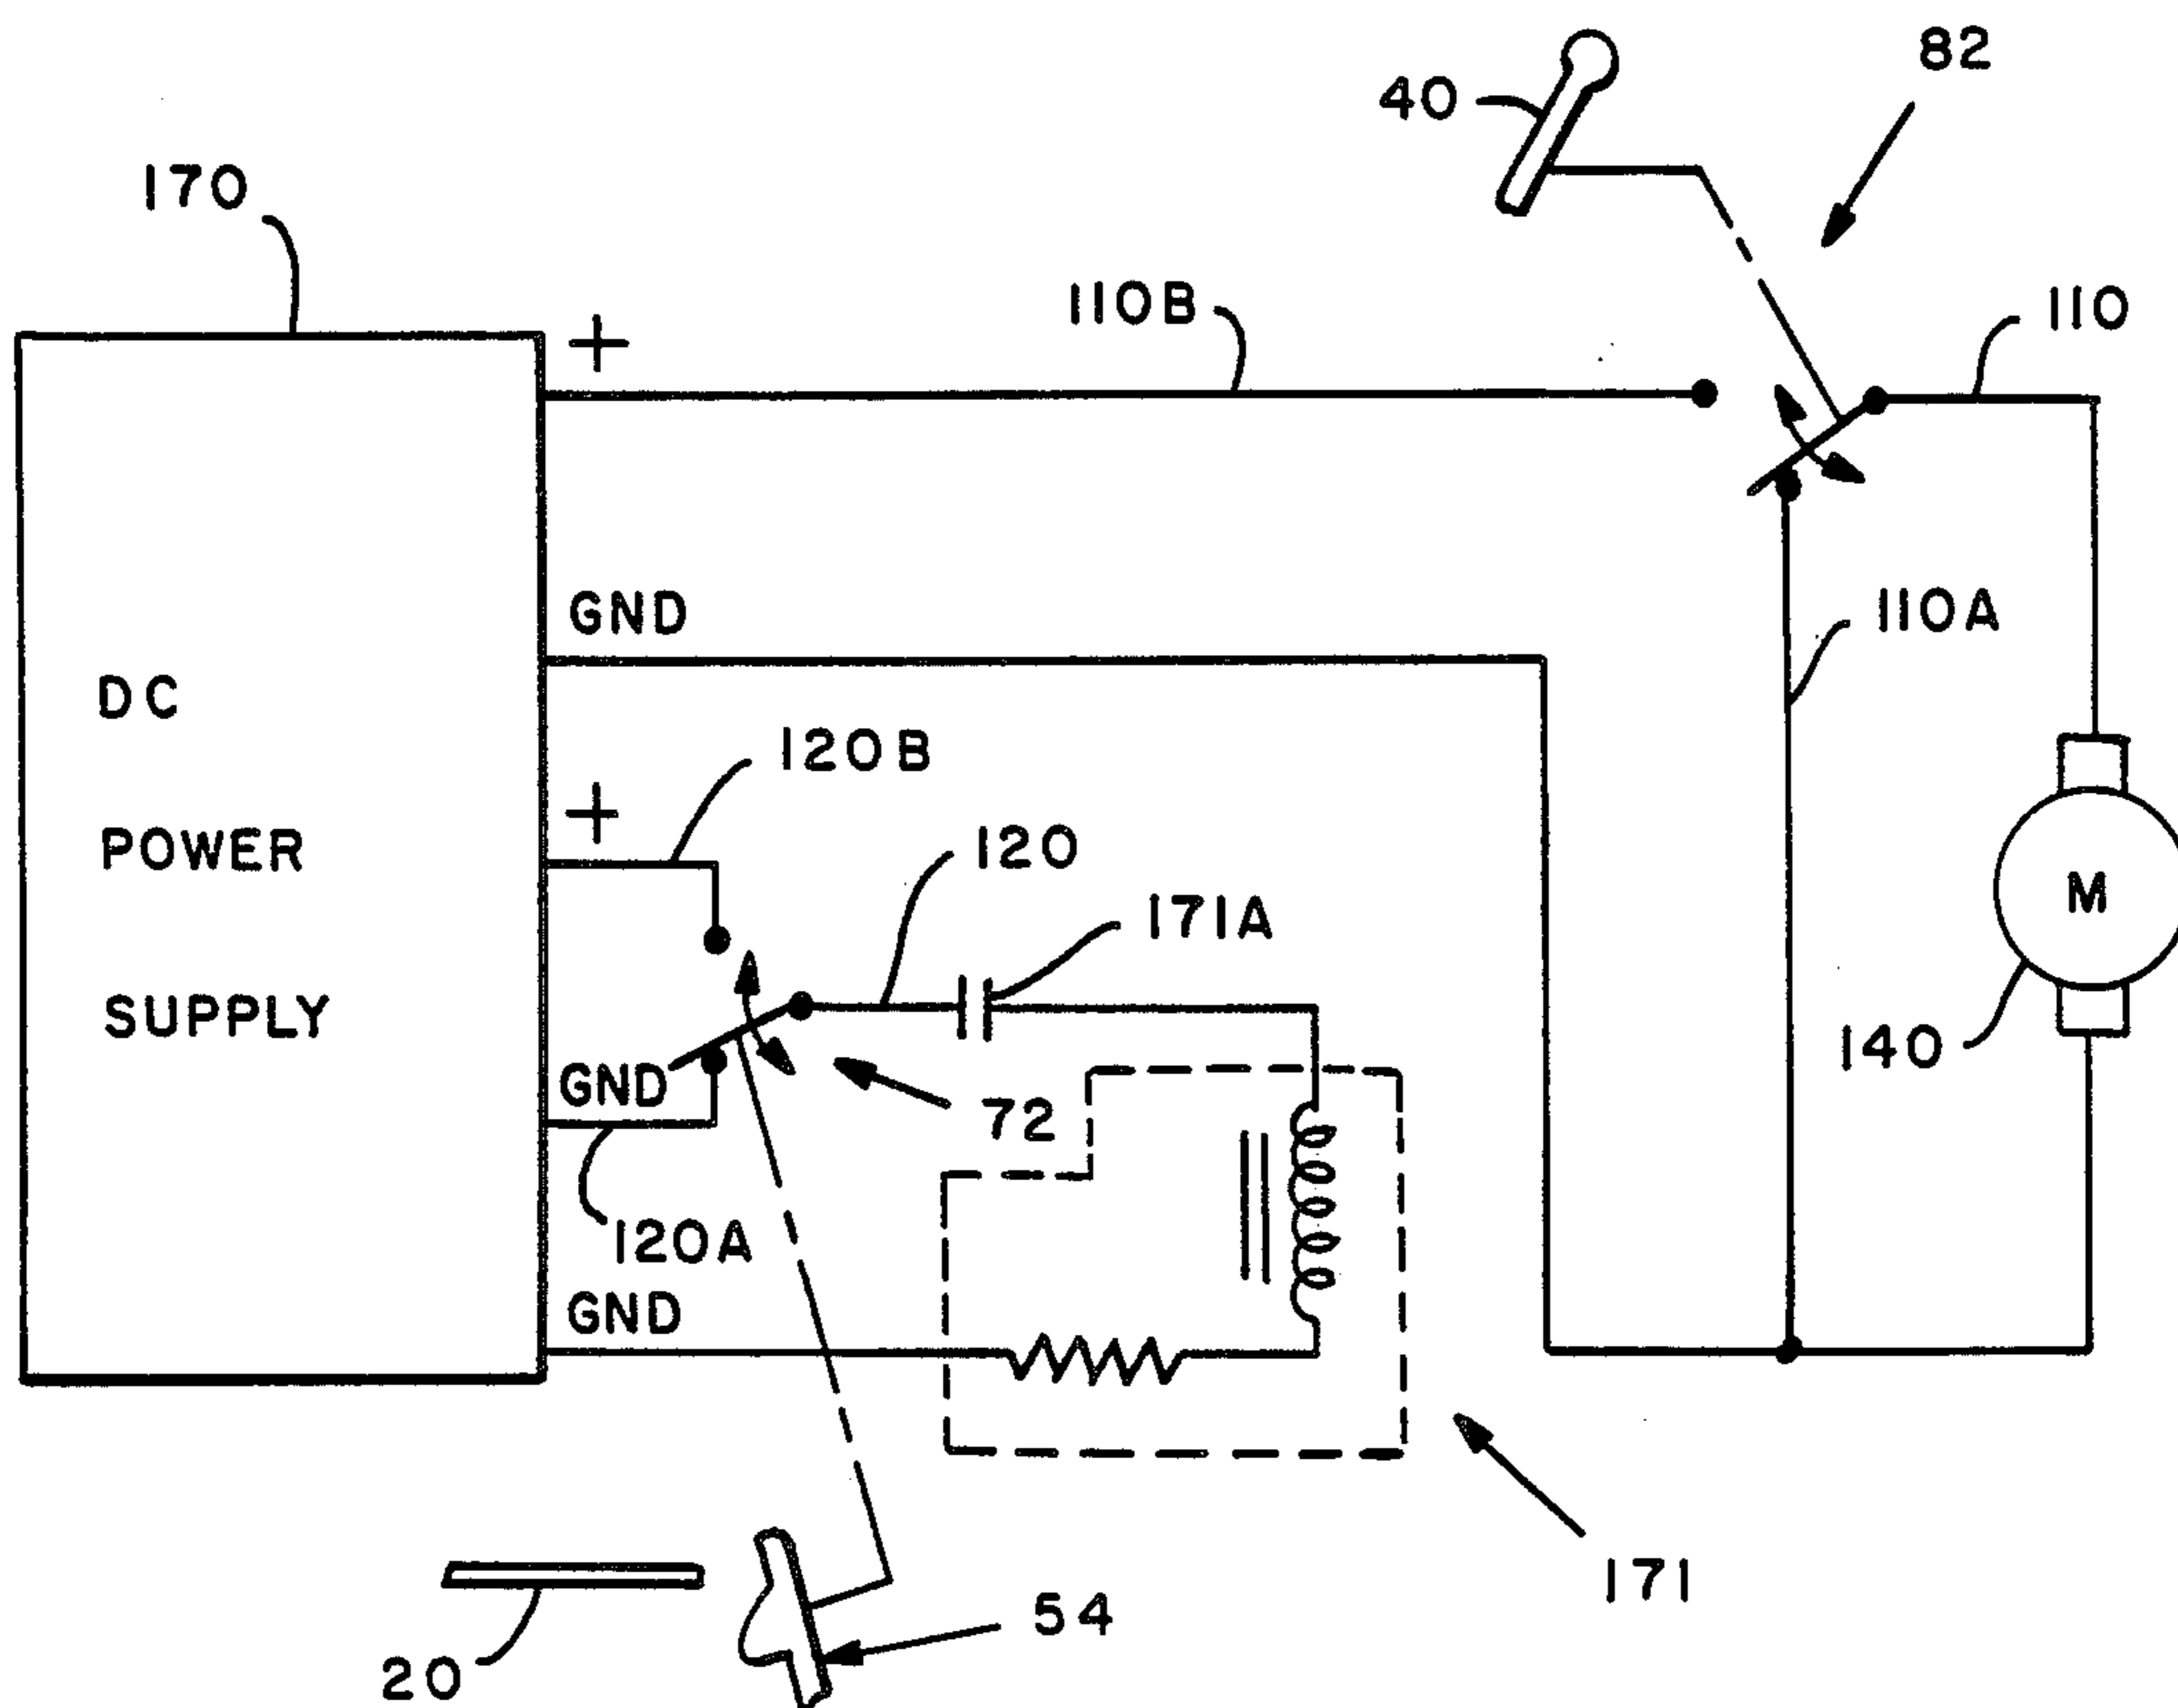 82
40
170
110B
110
+
GND
110A
DC
120B
+
POWER
120
171A
M
SUPPLY
140
GND
72
120A
GND
171
54
20